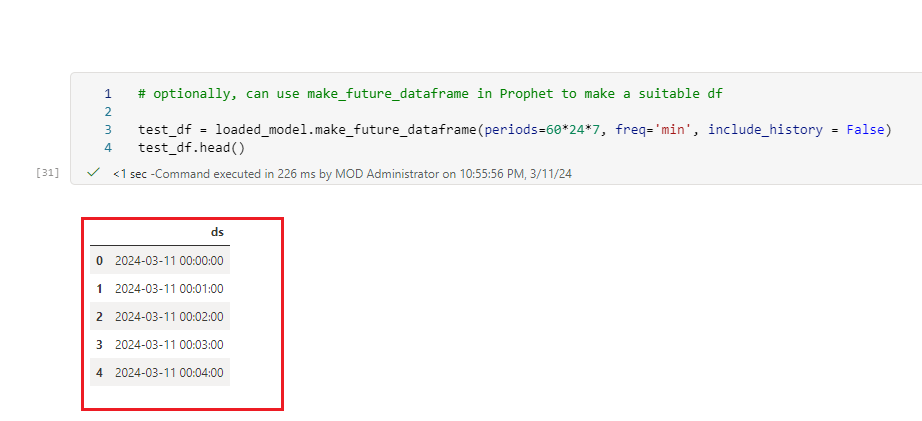 1 # optionally, can use make_future_dataframe in Prophet to make a suitable df
2
3 test_df = loaded_model.make_future_dataframe(periods=60*24*7, freq='min', include_history = False)
4 test_df.head()
[31] <1 sec -Command executed in 226 ms by MOD Administrator on 10:55:56 PM, 3/11/24
ds
0 2024-03-11 00:00:00
1 2024-03-11 00:01:00
2 2024-03-11 00:02:00
3 2024-03-11 00:03:00
4 2024-03-11 00:04:00